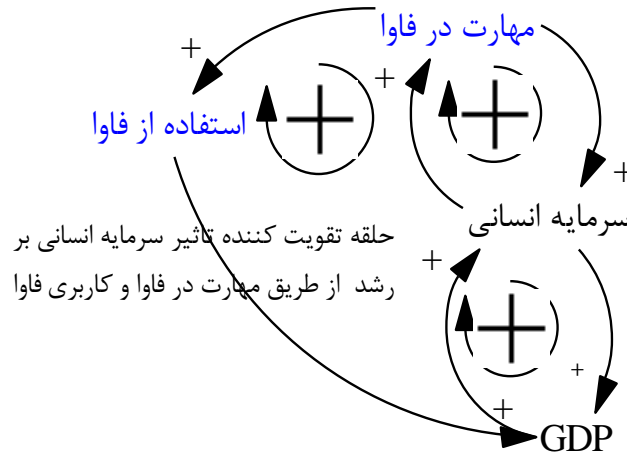 مهارت در فاوا
+
+
استفاده از فاوا
+
+
+
سرمایه انسانی
حلقه تقویت کننده تاثیر سرمایه انسانی بر
رشد از طریق مهارت در فاوا و کاربری فاوا
+
+
+
+
GDP